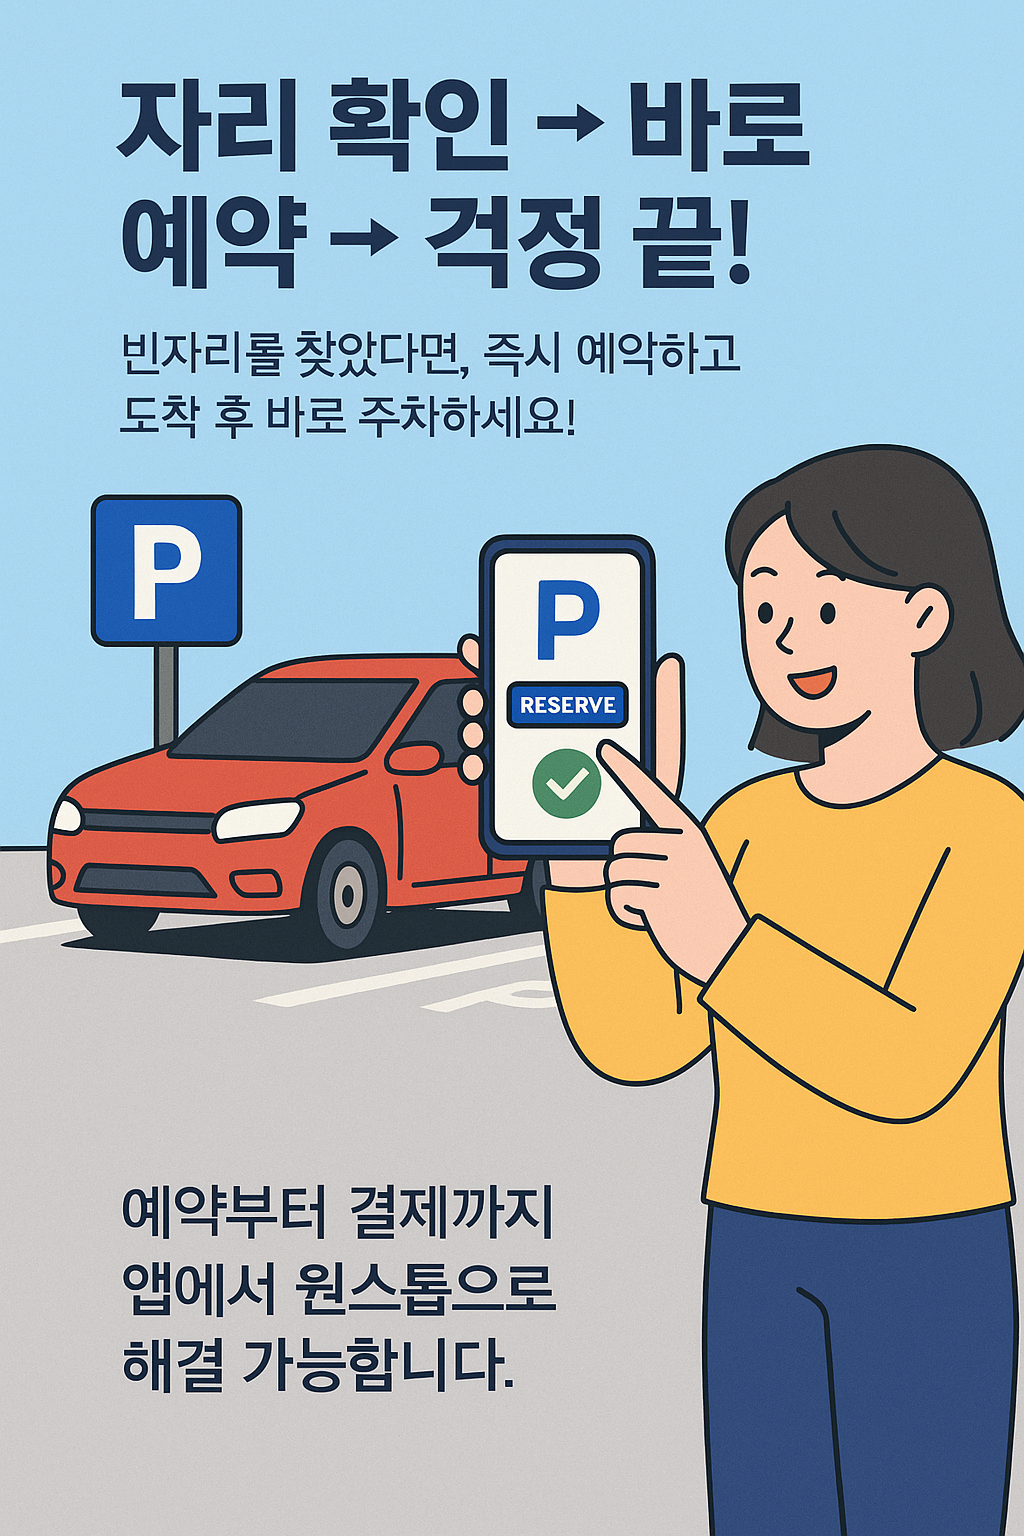 자리 확인 → 바로
예약 → 걱정 끝!
빈자리롤 찾았다면, 즉시 예악하고
도착 후 바로 주차하세요!
P
P
RESERVE
예약부터 결제까지
앱에서 원스톱으로
해결 가능합니다.